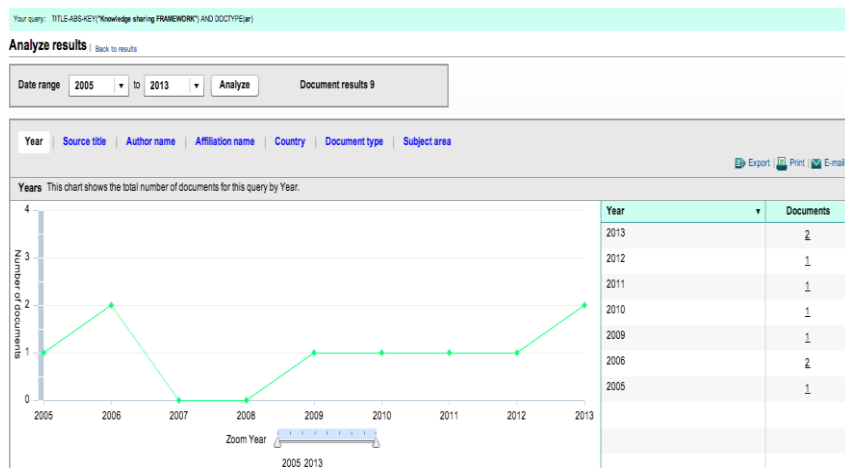 Your query: TITLE-ABS-KEY("Knowledge sharing FRAMEWORK") AND DOCTYPE(ar)
Analyze results | Back to results
Date range 2005 to 2013 Analyze Document results 9
Year | Source title | Author name | Affiliation name | Country | Document type | Subject area
Export | Print | E-mail
Years This chart shows the total number of documents for this query by Year.
Year Documents
2013 2
2012 1
2011 1
2010 1
2009 1
2006 2
2005 1
Number of documents
4
3
2
1
0
2005 2006 2007 2008 2009 2010 2011 2012 2013
Zoom Year
2005 2013